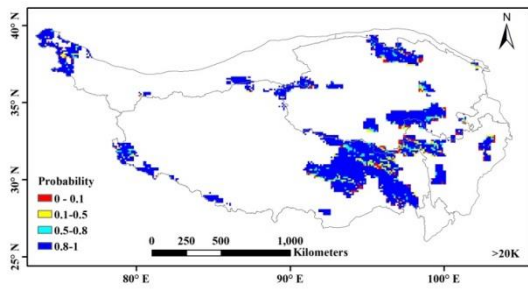 40° N
N
35° N
30° N
25° N
Probability
0 - 0.1
0.1-0.5
0.5-0.8
0.8-1
0 250 500 1,000
Kilometers
>20K
80° E 90° E 100° E